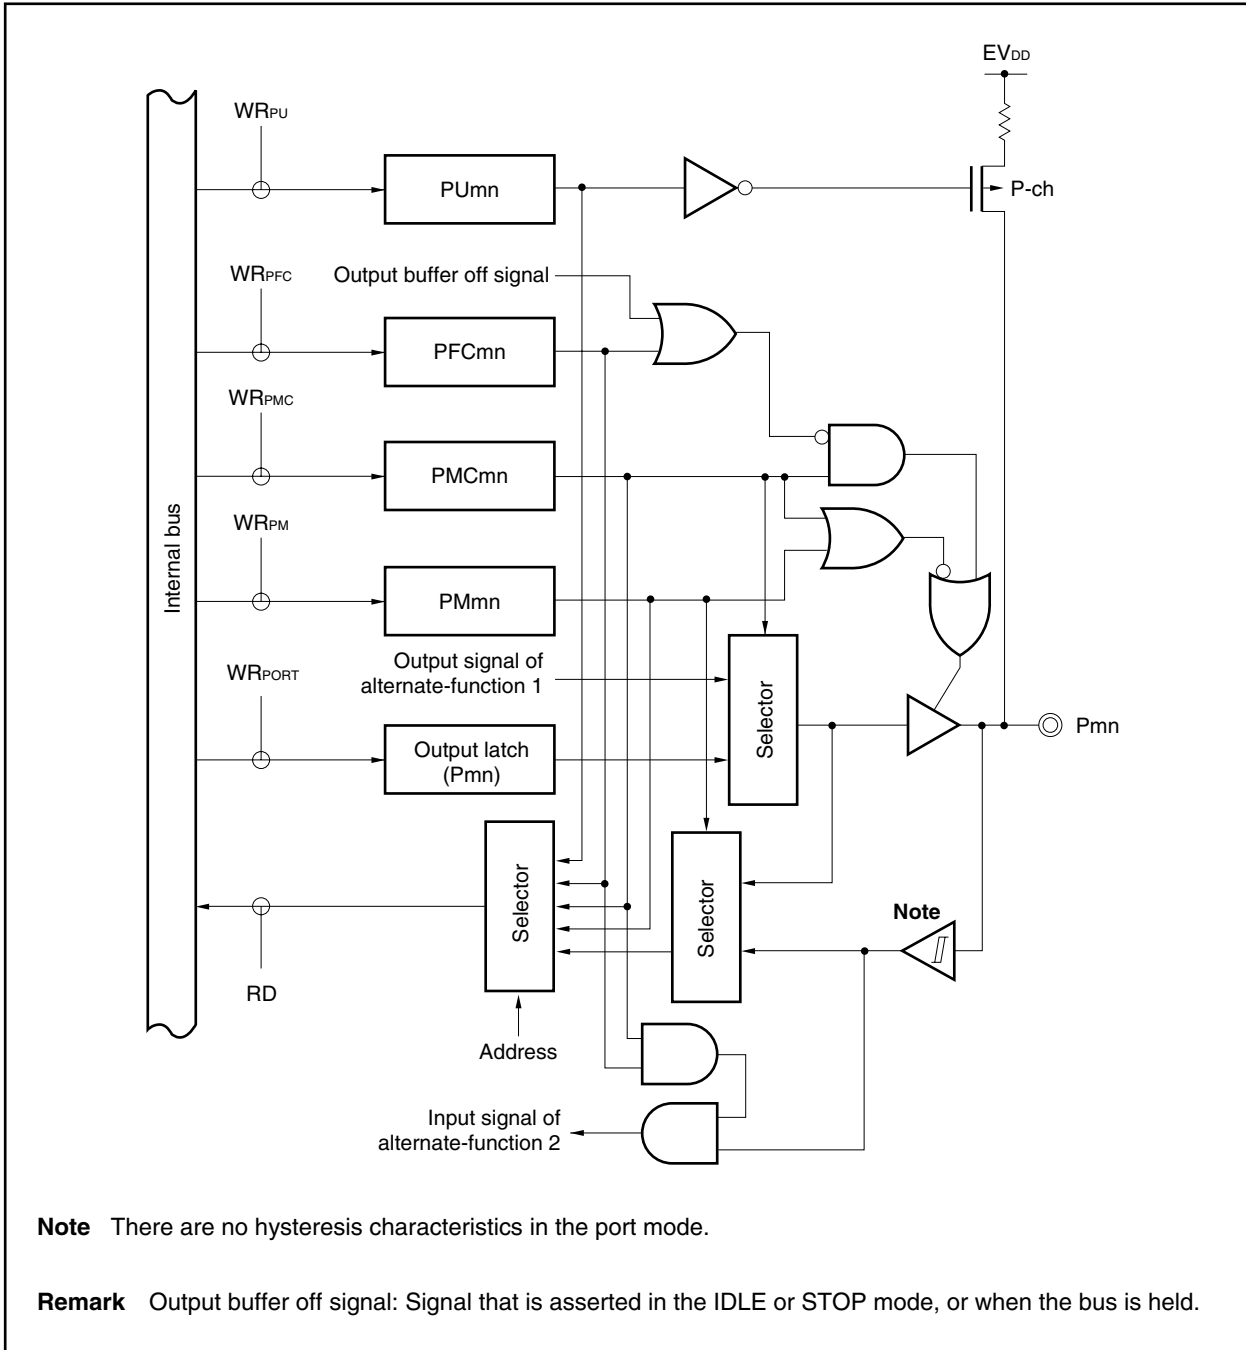 EVDD
WRPU
PUmn
P-ch
WRPFC
Output buffer off signal
PFCmn
WRPMC
PMCmn
WRPM
Internal bus
PMmn
Output signal of
alternate-function 1
WRPORT
Selector
Pmn
Output latch
(Pmn)
Selector
Selector
Note
RD
Address
Input signal of
alternate-function 2
Note There are no hysteresis characteristics in the port mode.
Remark Output buffer off signal: Signal that is asserted in the IDLE or STOP mode, or when the bus is held.